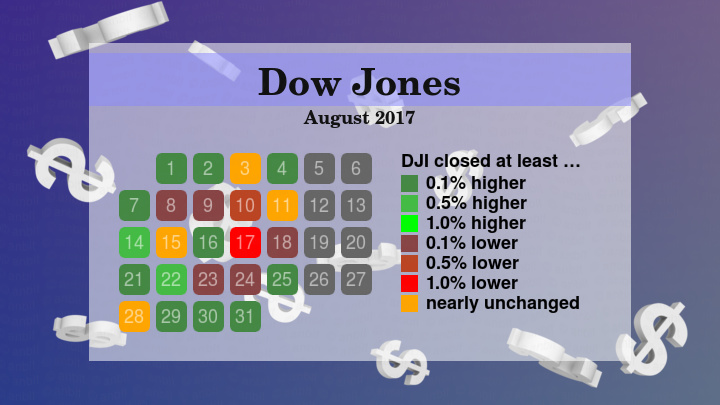 Dow Jones
August 2017
1 2 3 4 5 6
7 8 9 10 11 12 13
14 15 16 17 18 19 20
21 22 23 24 25 26 27
28 29 30 31
DJI closed at least …
0.1% higher
0.5% higher
1.0% higher
0.1% lower
0.5% lower
1.0% lower
nearly unchanged